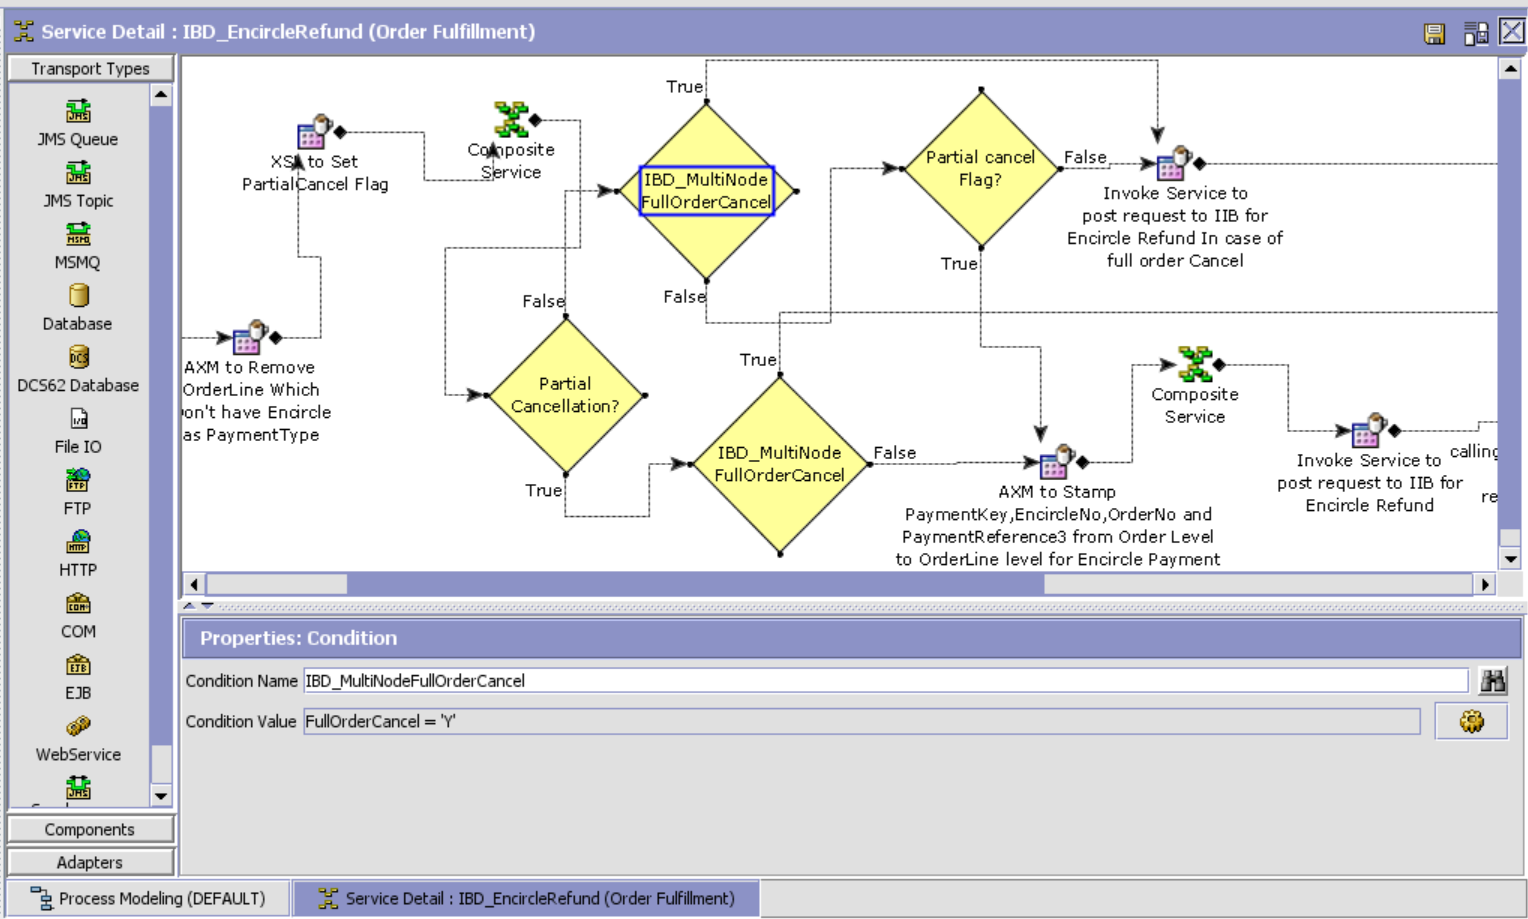 Service Detail : IBD_EncircleRefund (Order Fulfillment)
Transport Types
JMS Queue
JMS Topic
MSMQ
Database
DCS62 Database
File IO
FTP
HTTP
COM
EJB
WebService
Components
Adapters
XSL to Set
PartialCancel Flag
Composite
Service
True
IBD_MultiNode
FullOrderCancel
False
Partial cancel
Flag?
False
True
Invoke Service to
post request to IIB for
Encircle Refund In case of
full order Cancel
AXM to Remove
OrderLine Which
on't have Encircle
as PaymentType
False
Partial
Cancellation?
True
True
IBD_MultiNode
FullOrderCancel
False
AXM to Stamp
PaymentKey,EncircleNo,OrderNo and
PaymentReference3 from Order Level
to OrderLine level for Encircle Payment
Composite
Service
Invoke Service to
post request to IIB for
Encircle Refund
calling
re
Properties: Condition
Condition Name IBD_MultiNodeFullOrderCancel
Condition Value FullOrderCancel = 'Y'
Process Modeling (DEFAULT)
Service Detail : IBD_EncircleRefund (Order Fulfillment)